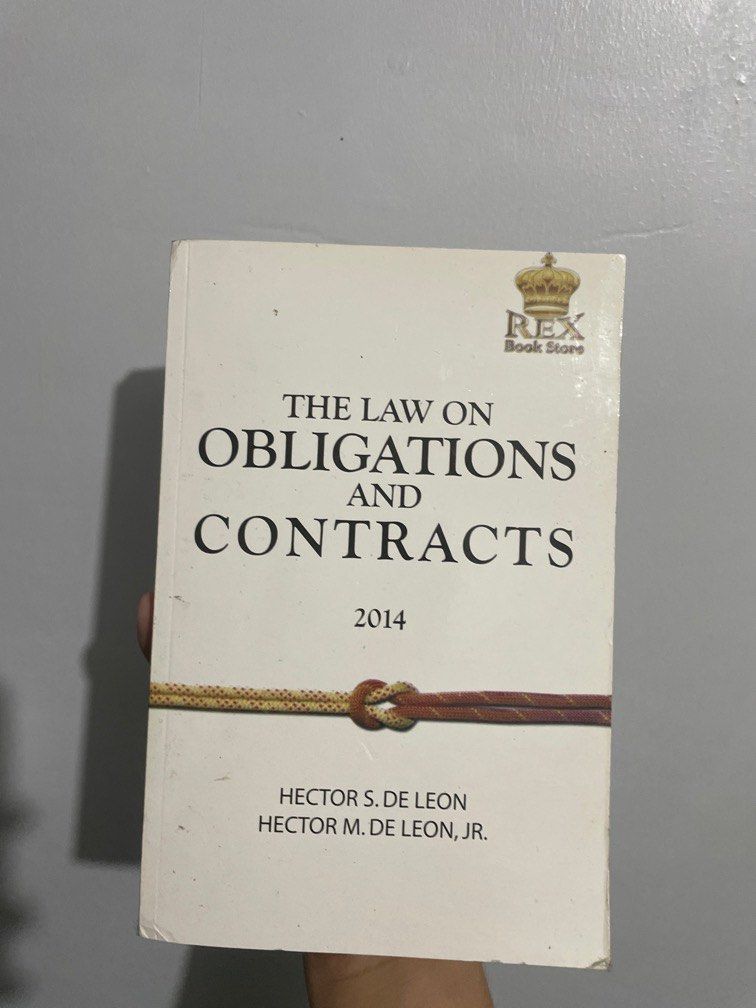 REX
Book Store
THE LAW ON
OBLIGATIONS
AND
CONTRACTS
2014
HECTOR S. DE LEON
HECTOR M. DE LEON, JR.